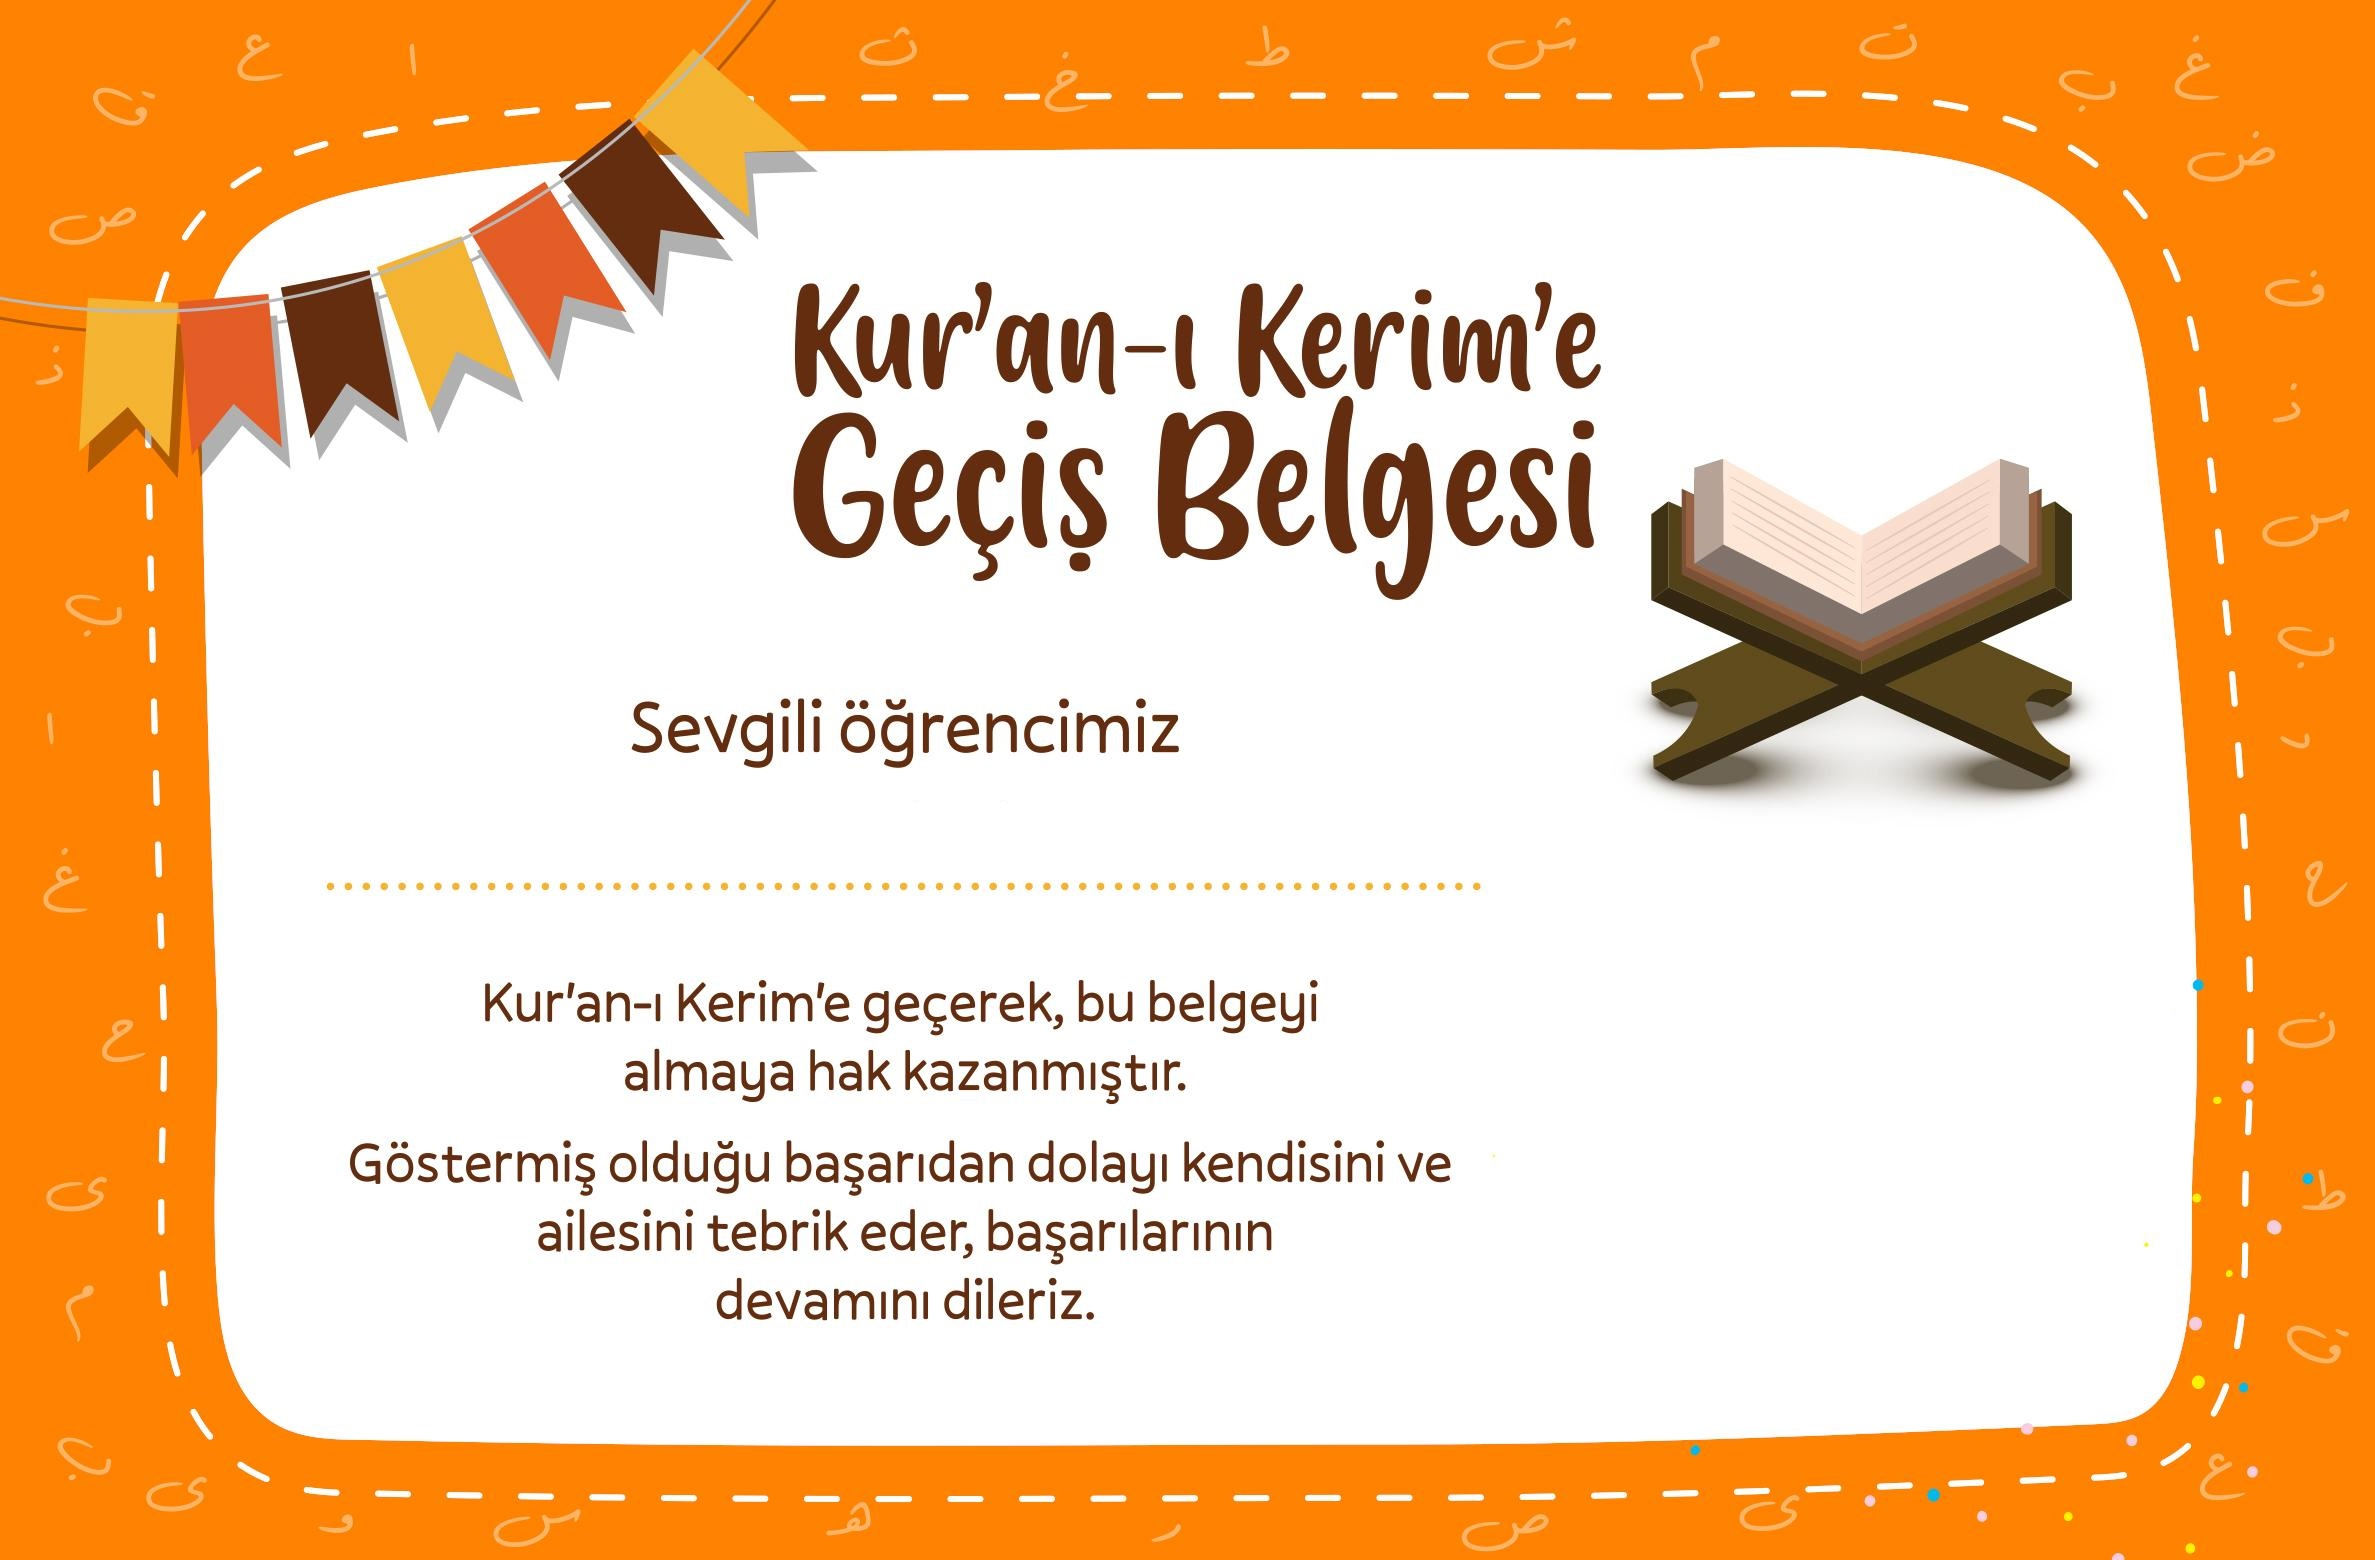 Kur'an-ı Kerim'e
Geçiş Belgesi
Sevgili öğrencimiz
Kur'an-ı Kerim'e geçerek, bu belgeyi
almaya hak kazanmıştır.
Göstermiş olduğu başarıdan dolayı kendisini ve
ailesini tebrik eder, başarılarının
devamını dileriz.